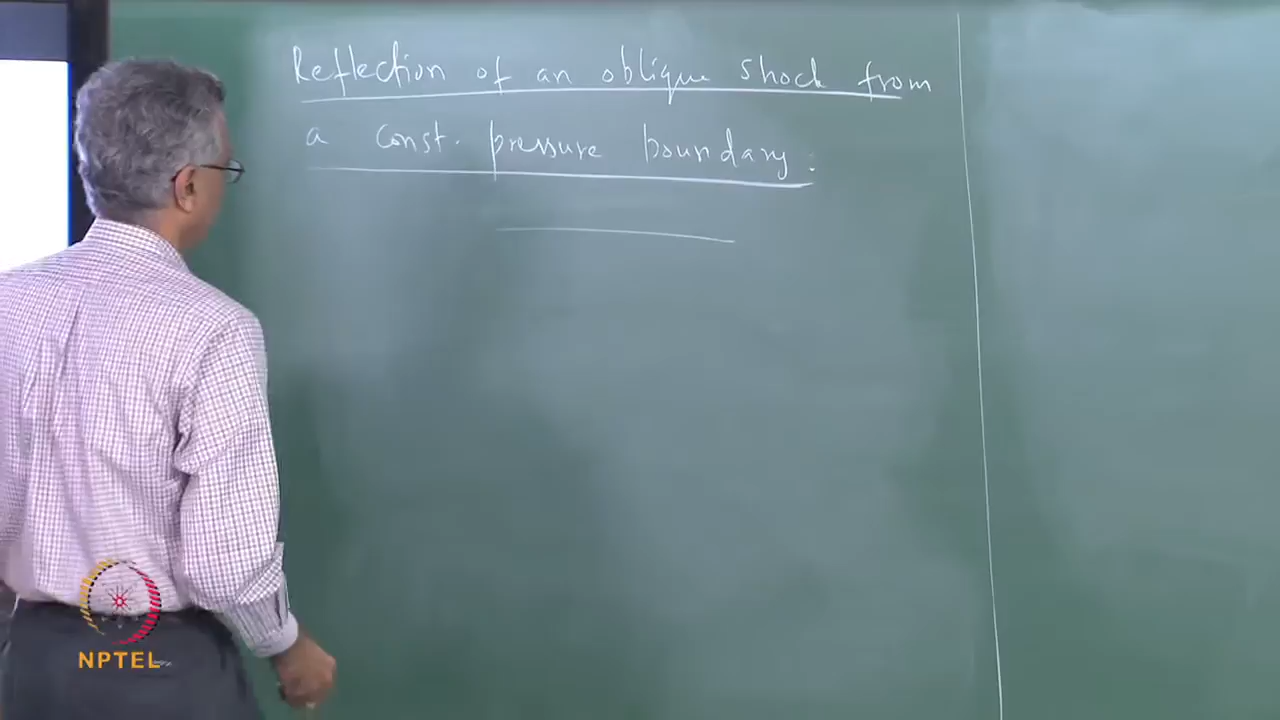 Reflection of an oblique shock from
a const. pressure boundary:
NPTEL